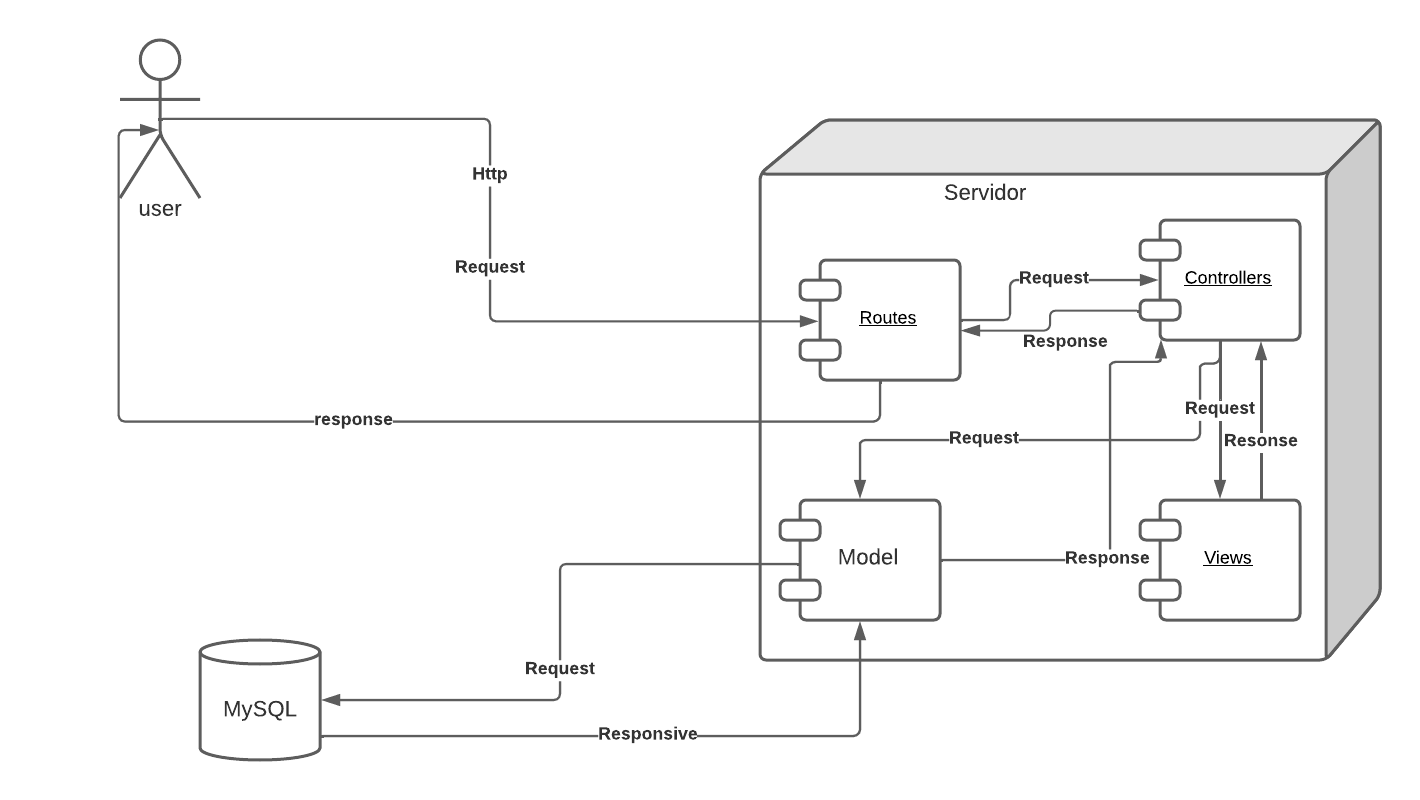 Http
Servidor
user
Request
Request
Controllers
Routes
Response
response
Request
Request
Resonse
Model
Response
Views
Request
MySQL
Responsive